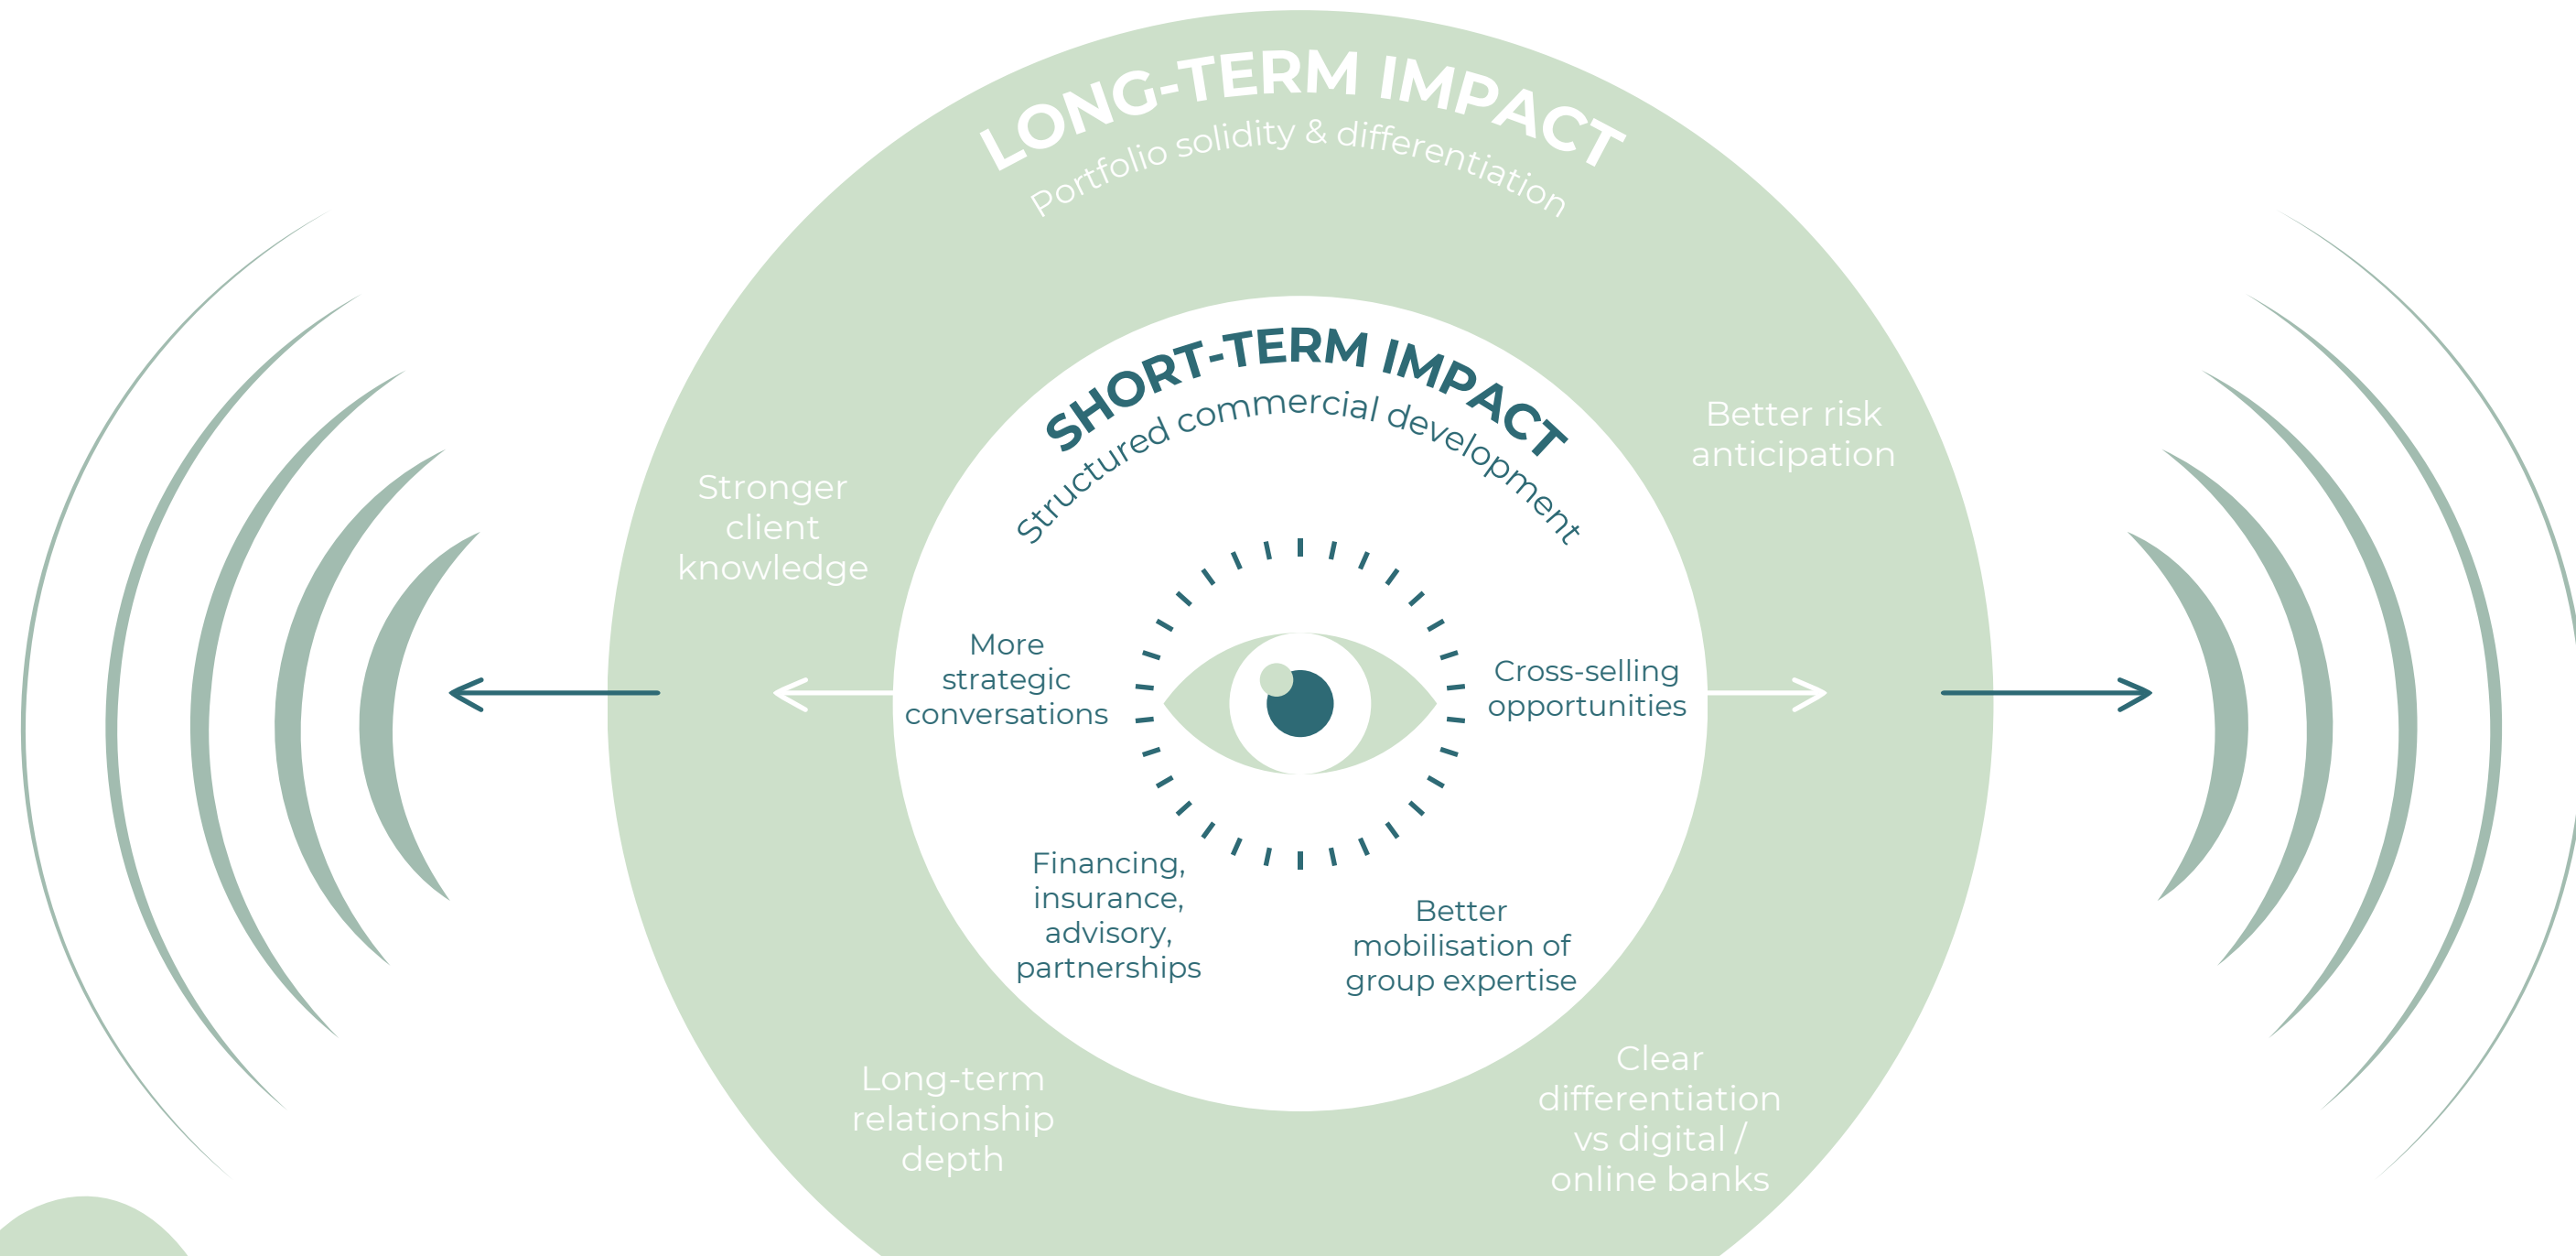 LONG-TERM IMPACT
Portfolio solidity & differentiation
SHORT-TERM IMPACT
Structured commercial development
Better risk
anticipation
Stronger
client
knowledge
More
strategic
conversations
Cross-selling
opportunities
Financing,
insurance,
advisory,
partnerships
Better
mobilisation of
group expertise
Long-term
relationship
depth
Clear
differentiation
vs digital /
online banks